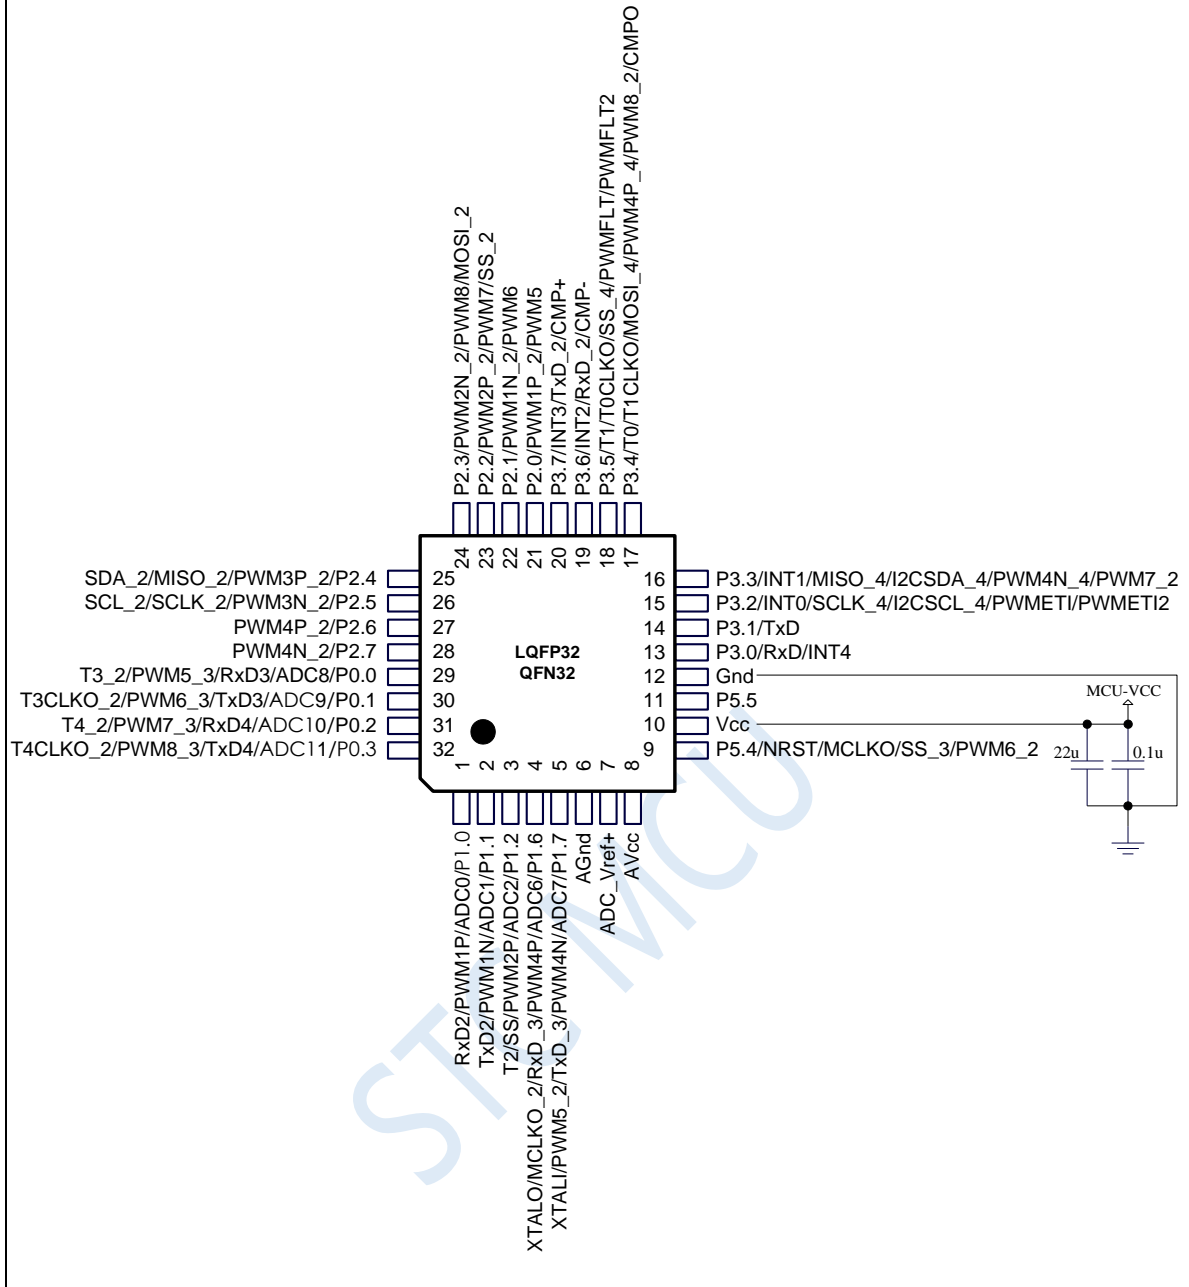 P2.3/PWM2N_2/PWM8/MOSI_2
P2.2/PWM2P_2/PWM7/SS_2
P2.1/PWM1N_2/PWM6
P2.0/PWM1P_2/PWM5
P3.7/INT3/TxD_2/CMP+
P3.6/INT2/RxD_2/CMP-
P3.5/T1/T0CLKO/SS_4/PWMFLT/PWMFLT2
P3.4/T0/T1CLKO/MOSI_4/PWM4P_4/PWM8_2/CMPO
24
23
22
21
20
19
18
17
SDA_2/MISO_2/PWM3P_2/P2.4
25
SCL_2/SCLK_2/PWM3N_2/P2.5
26
PWM4P_2/P2.6
27
PWM4N_2/P2.7
28
T3_2/PWM5_3/RxD3/ADC8/P0.0
29
T3CLKO_2/PWM6_3/TxD3/ADC9/P0.1
30
T4_2/PWM7_3/RxD4/ADC10/P0.2
31
T4CLKO_2/PWM8_3/TxD4/ADC11/P0.3
32
LQFP32
QFN32
16
P3.3/INT1/MISO_4/I2CSDA_4/PWM4N_4/PWM7_2
15
P3.2/INT0/SCLK_4/I2CSCL_4/PWMETI/PWMETI2
14
P3.1/TxD
13
P3.0/RxD/INT4
12
Gnd
11
P5.5
10
Vcc
9
P5.4/NRST/MCLKO/SS_3/PWM6_2
MCU-VCC
22u
0.1u
1
2
3
4
5
6
7
8
RxD2/PWM1P/ADC0/P1.0
TxD2/PWM1N/ADC1/P1.1
T2/SS/PWM2P/ADC2/P1.2
XTALO/MCLKO_2/RxD_3/PWM4P/ADC6/P1.6
XTALI/PWM5_2/TxD_3/PWM4N/ADC7/P1.7
AGnd
ADC_Vref+
AVcc
STC MCU